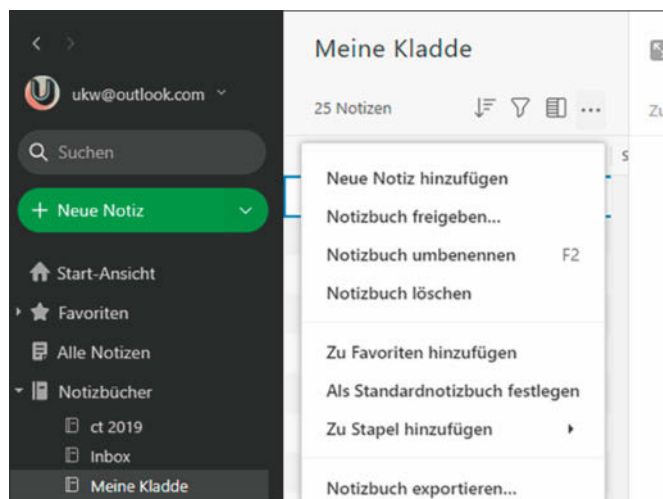 ukw@outlook.com
Suchen
Neue Notiz
Start-Ansicht
Favoriten
Alle Notizen
Notizbücher
ct 2019
Inbox
Meine Kladde
Meine Kladde
25 Notizen
Neue Notiz hinzufügen
Notizbuch freigeben...
Notizbuch umbenennen F2
Notizbuch löschen
Zu Favoriten hinzufügen
Als Standardnotizbuch festlegen
Zu Stapel hinzufügen
Notizbuch exportieren...